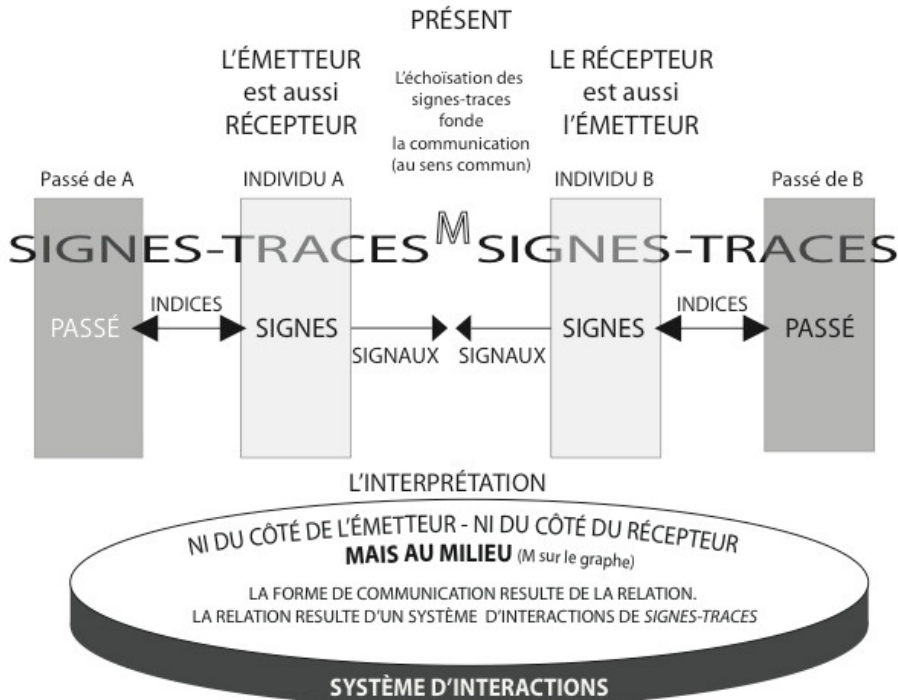 PRÉSENT
L'ÉMETTEUR
est aussi
RÉCEPTEUR
L'échoïsation des
signes-traces
fonde
la communication
(au sens commun)
LE RÉCEPTEUR
est aussi
l'ÉMETTEUR
Passé de A
INDIVIDU A
INDIVIDU B
Passé de B
SIGNES-TRACES M SIGNES-TRACES
PASSÉ
INDICES
SIGNES
SIGNAUX
SIGNAUX
SIGNES
INDICES
PASSÉ
L'INTERPRÉTATION
NI DU CÔTÉ DE L'ÉMETTEUR - NI DU CÔTÉ DU RÉCEPTEUR
MAIS AU MILIEU (M sur le graphe)
LA FORME DE COMMUNICATION RESULTE DE LA RELATION.
LA RELATION RESULTE D'UN SYSTÈME D'INTERACTIONS DE SIGNES-TRACES
SYSTÈME D'INTERACTIONS